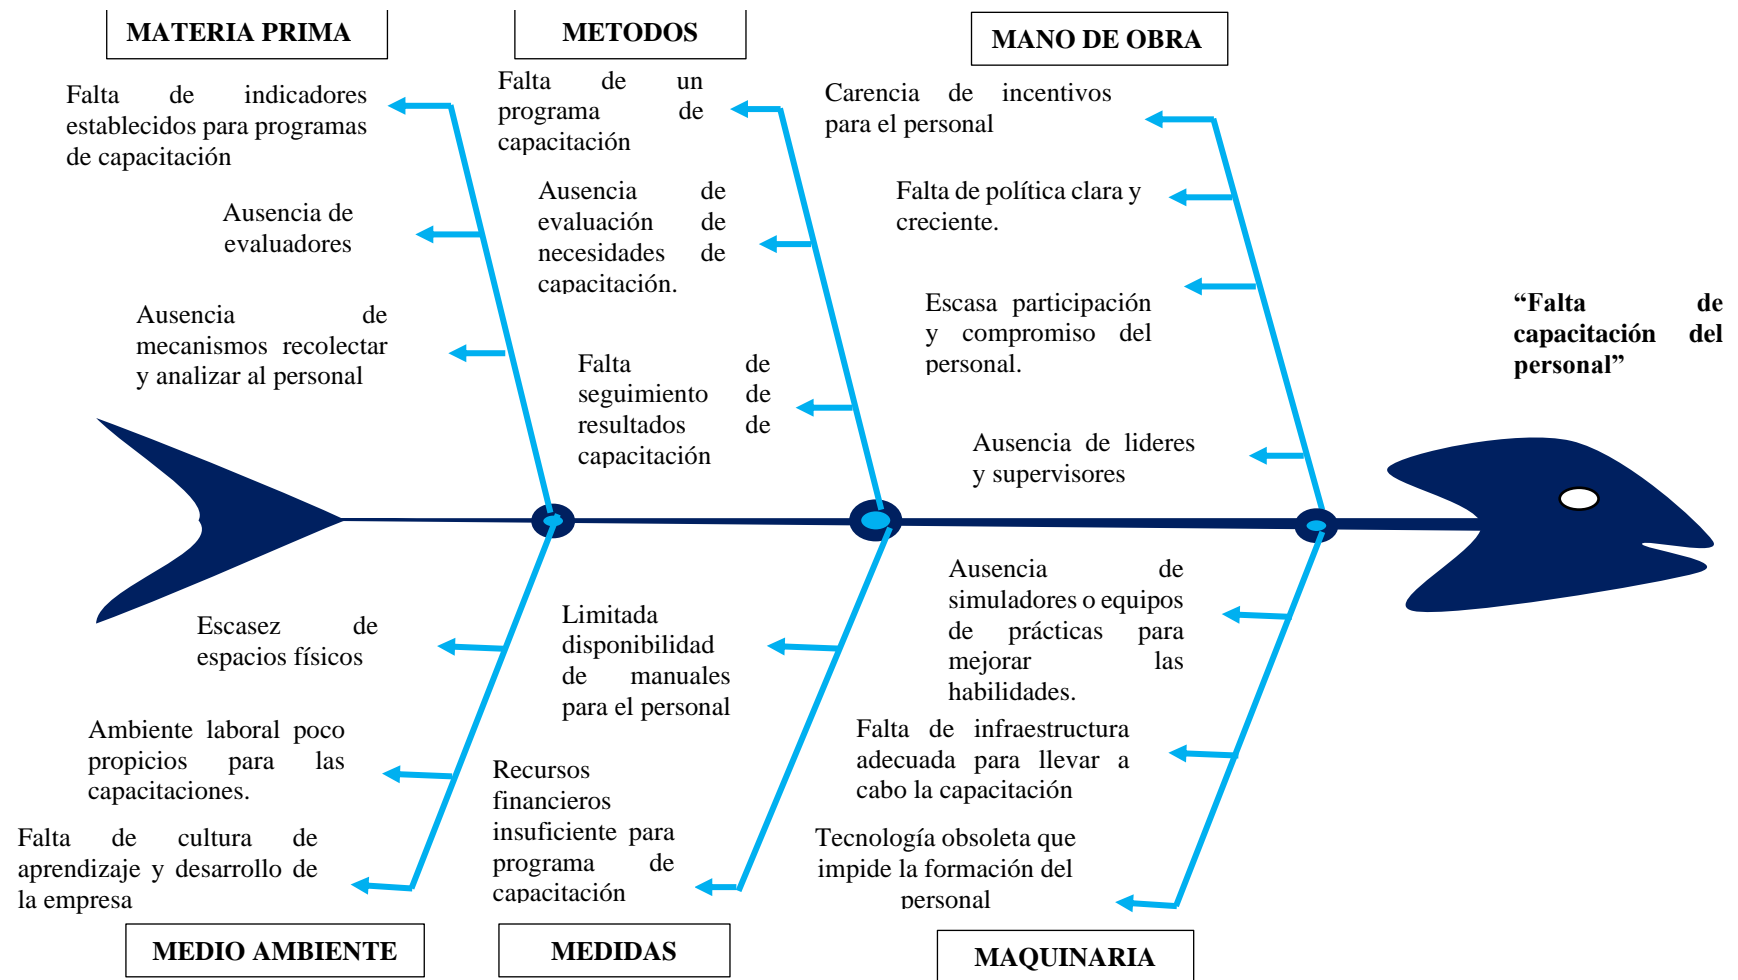 MATERIA PRIMA
Falta de indicadores
establecidos para programas
de capacitación
Ausencia de
evaluadores
Ausencia de
mecanismos recolectar
y analizar al personal
METODOS
Falta de un
programa de
capacitación
Ausencia de
evaluación de
necesidades de
capacitación.
Falta de
seguimiento de
resultados de
capacitación
MANO DE OBRA
Carencia de incentivos
para el personal
Falta de política clara y
creciente.
Escasa participación
y compromiso del
personal.
Ausencia de lideres
y supervisores
“Falta de
capacitación del
personal”
Escasez de
espacios físicos
Ambiente laboral poco
propicios para las
capacitaciones.
Falta de cultura de
aprendizaje y desarrollo de
la empresa
MEDIO AMBIENTE
Limitada
disponibilidad
de manuales
para el personal
Recursos
financieros
insuficiente para
programa de
capacitación
MEDIDAS
Ausencia de
simuladores o equipos
de prácticas para
mejorar las
habilidades.
Falta de infraestructura
adecuada para llevar a
cabo la capacitación
Tecnología obsoleta que
impide la formación del
personal
MAQUINARIA